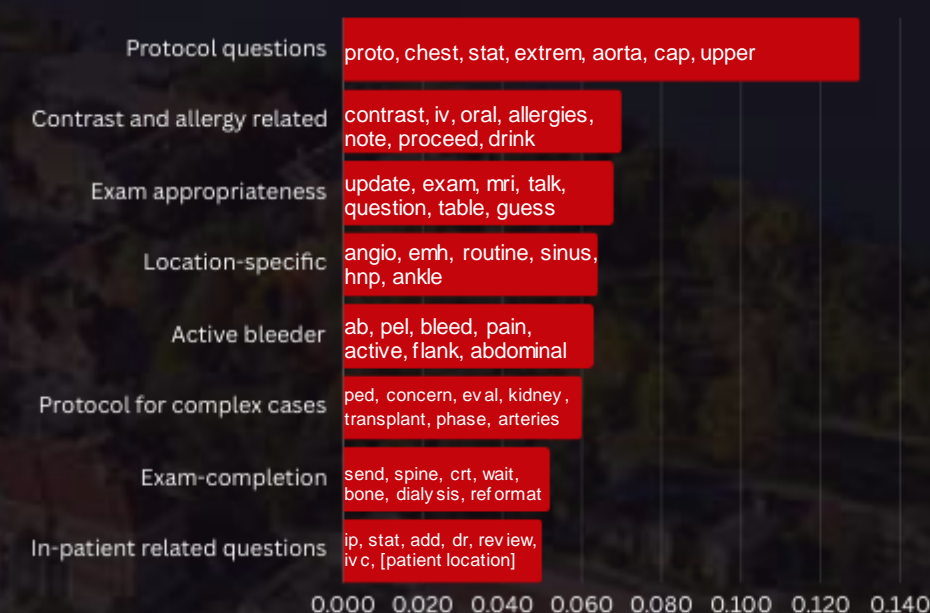 Protocol questions
proto, chest, stat, extrem, aorta, cap, upper
Contrast and allergy related
contrast, iv, oral, allergies,
note, proceed, drink
Exam appropriateness
update, exam, mri, talk,
question, table, guess
Location-specific
angio, emh, routine, sinus,
hnp, ankle
Active bleeder
ab, pel, bleed, pain,
active, flank, abdominal
Protocol for complex cases
ped, concern, eval, kidney,
transplant, phase, arteries
Exam-completion
send, spine, crt, wait,
bone, dialysis, reformat
In-patient related questions
ip, stat, add, dr, review,
ivc, [patient location]
0.000 0.020 0.040 0.060 0.080 0.100 0.120 0.140